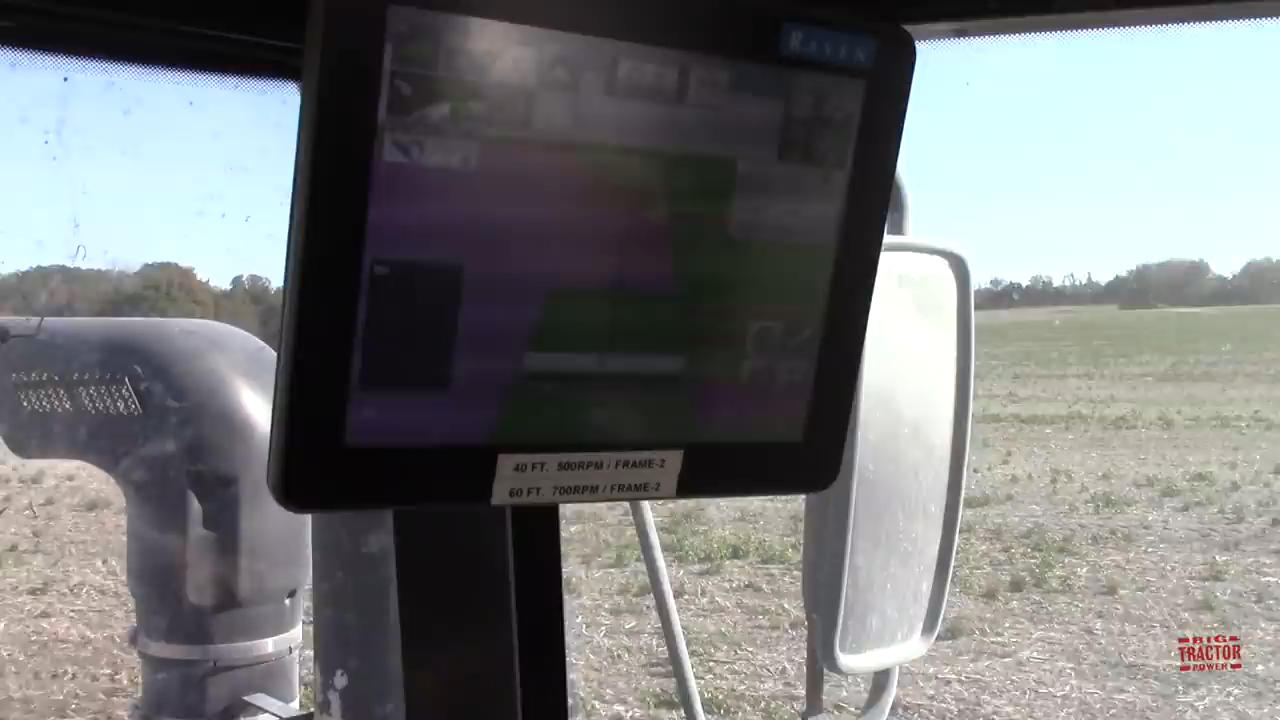 RAVEN
40 FT. 500RPM / FRAME-2
60 FT. 700RPM / FRAME-2
BIG
TRACTOR
POWER